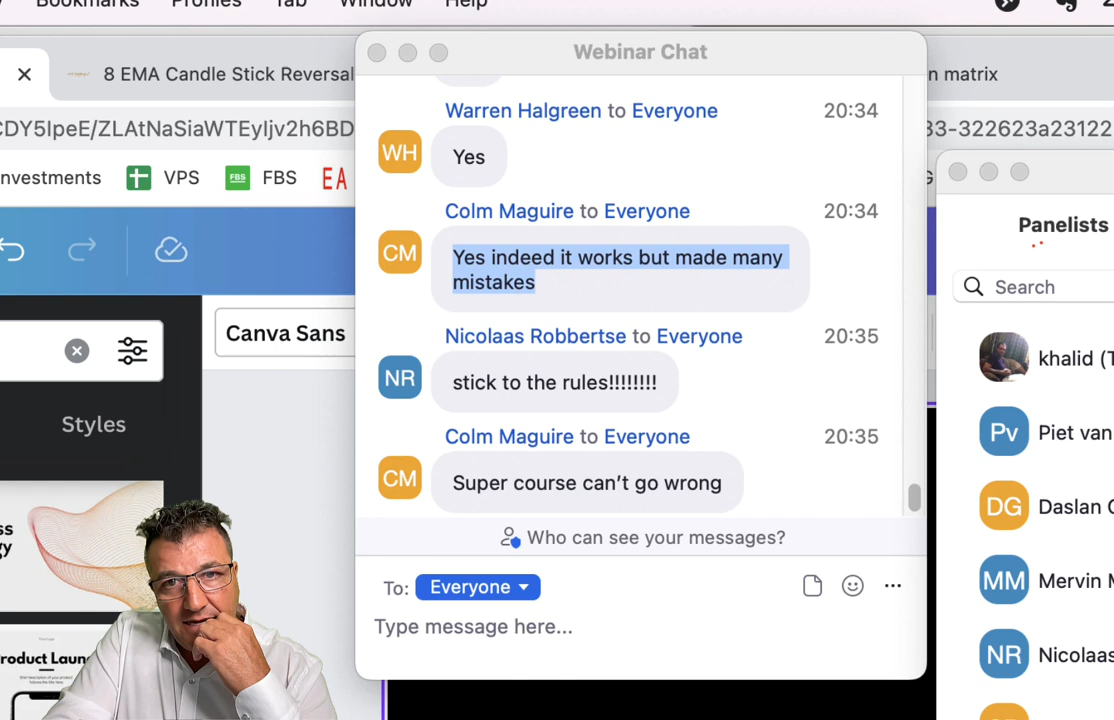 Bookmarks Profiles Tab Window Help
8 EMA Candle Stick Reversal
n matrix
CDY5IpeE/ZLAtNaSiaWTEyIjv2h6BD
33-322623a23122
nvestments VPS FBS FBS EA
Webinar Chat
Warren Halgreen to Everyone 20:34
WH Yes
Colm Maguire to Everyone 20:34
CM Yes indeed it works but made many
mistakes
Nicolaas Robbertse to Everyone 20:35
NR stick to the rules!!!!!!!!
Colm Maguire to Everyone 20:35
CM Super course can't go wrong
Who can see your messages?
To: Everyone
Type message here...
Canva Sans
Styles
ss
gy
roduct Laun
Panelists
Search
khalid (T
Pv Piet van
DG Daslan
MM Mervin M
NR Nicolaas